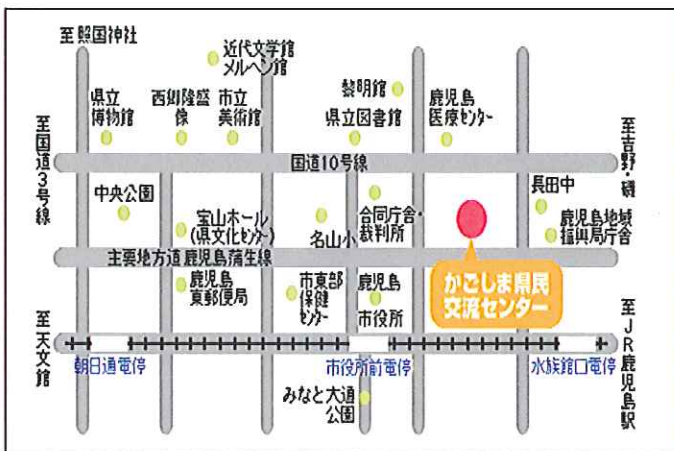 至照国神社
近代文学館
メルヘン館
黎明館
県立
博物館
西郷隆盛
像
市立
美術館
県立図書館
鹿児島
医療センター
至国道3号線
国道10号線
至吉野・磯
中央公園
宝山ホール
(県文化センター)
名山小
合同庁舎・
裁判所
長田中
鹿児島地域
振興局庁舎
主要地方道鹿児島蒲生線
かごしま県民
交流センター
鹿児島
東郵便局
市東部
保健
センター
鹿児島
市役所
至天文館
至JR鹿児島駅
朝日通電停
市役所前電停
水族館口電停
みなと大通
公園